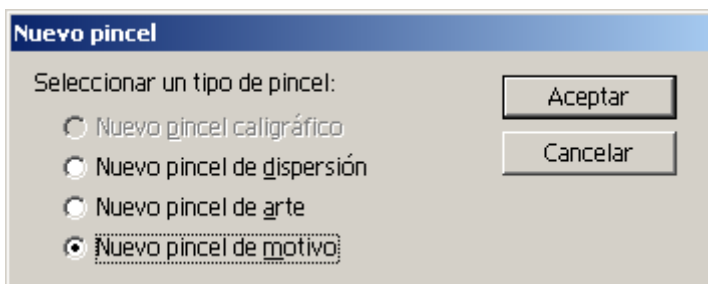 Nuevo pincel
Seleccionar un tipo de pincel:
Aceptar
Nuevo pincel caligráfico
Cancelar
Nuevo pincel de dispersión
Nuevo pincel de arte
Nuevo pincel de motivo